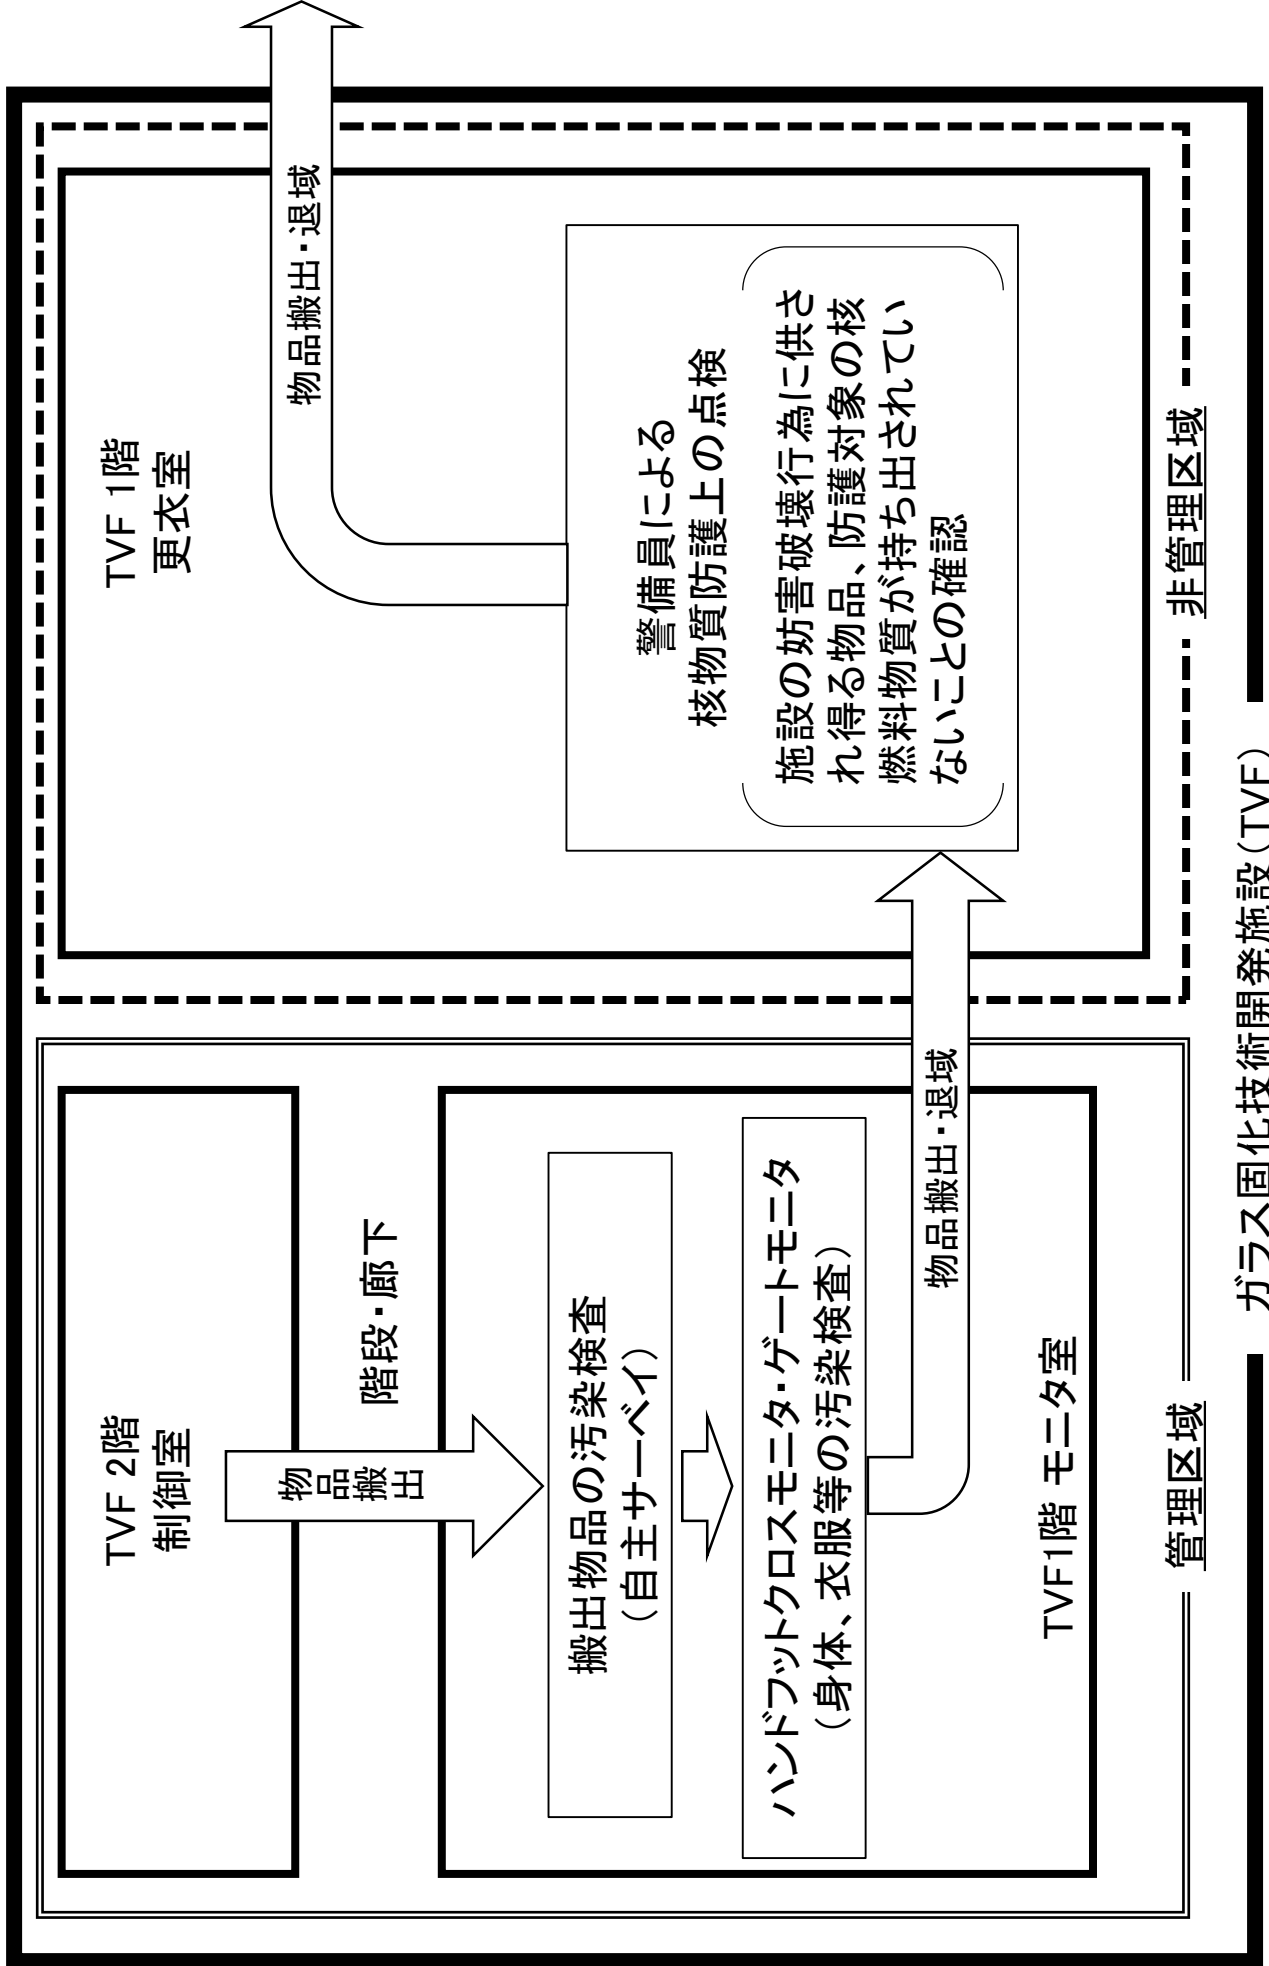 TVF 2階
制御室
物品搬出
階段・廊下
搬出物品の汚染検査
（自主サーベイ）
ハンドフットクロスモニタ・ゲートモニタ
（身体、衣服等の汚染検査）
物品搬出・退域
TVF1階 モニタ室
管理区域
TVF 1階
更衣室
物品搬出・退域
警備員による
核物質防護上の点検
施設の妨害破壊行為に供さ
れ得る物品、防護対象の核
燃料物質が持ち出されてい
ないことの確認
非管理区域
ガラス固化技術開発施設（TVF）